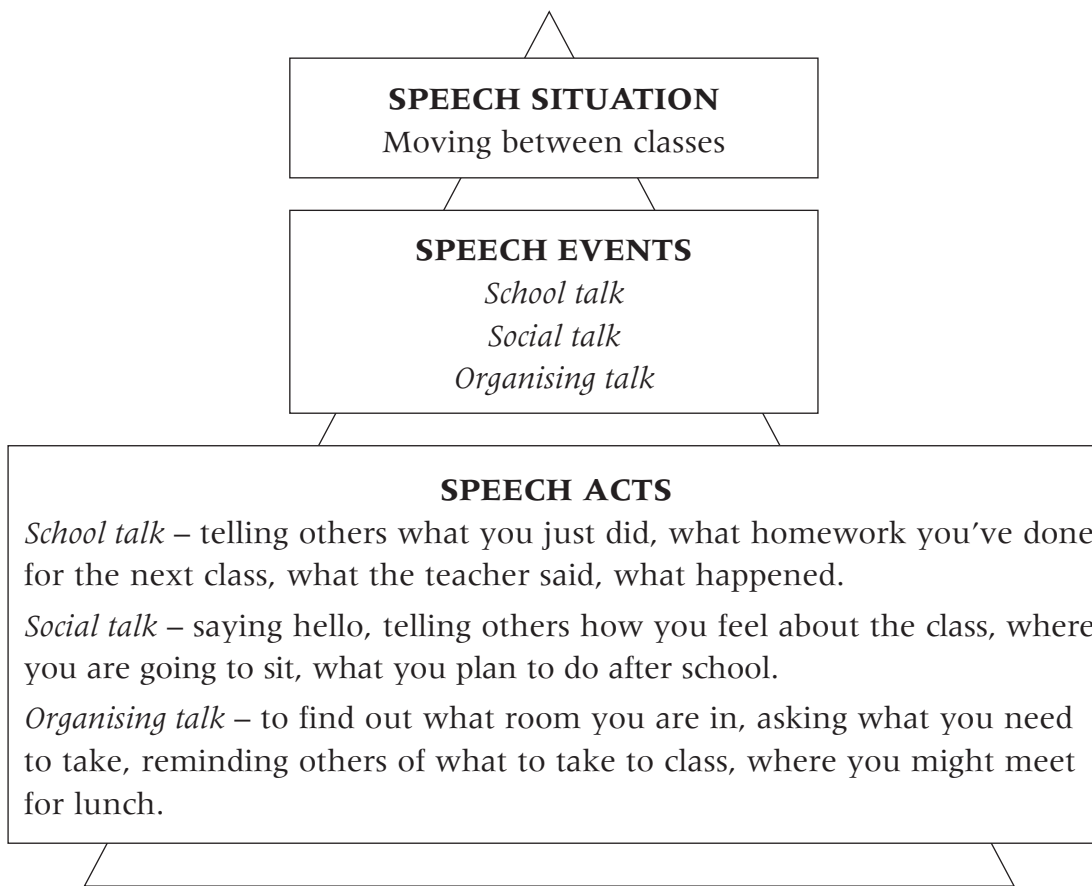 SPEECH SITUATION
Moving between classes
SPEECH EVENTS
School talk
Social talk
Organising talk
SPEECH ACTS
School talk – telling others what you just did, what homework you’ve done
for the next class, what the teacher said, what happened.
Social talk – saying hello, telling others how you feel about the class, where
you are going to sit, what you plan to do after school.
Organising talk – to find out what room you are in, asking what you need
to take, reminding others of what to take to class, where you might meet
for lunch.